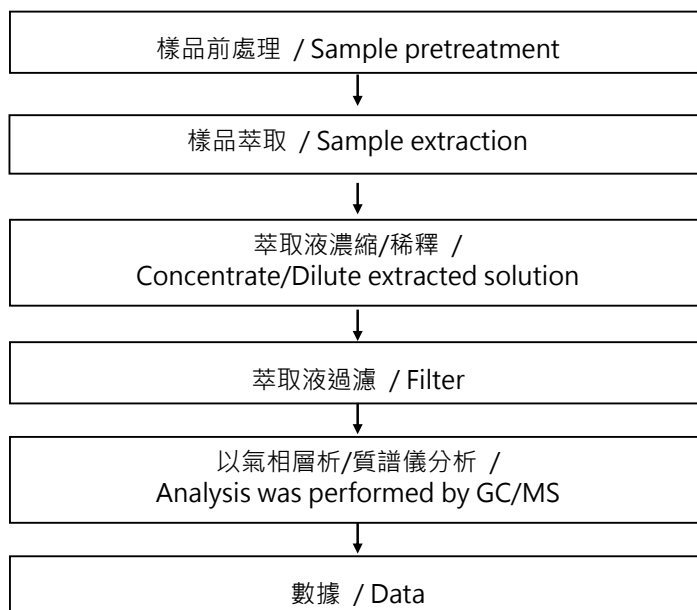 樣品前處理 / Sample pretreatment
樣品萃取 / Sample extraction
萃取液濃縮/稀釋 /
Concentrate/Dilute extracted solution
萃取液過濾 / Filter
以氣相層析/質譜儀分析 /
Analysis was performed by GC/MS
數據 / Data